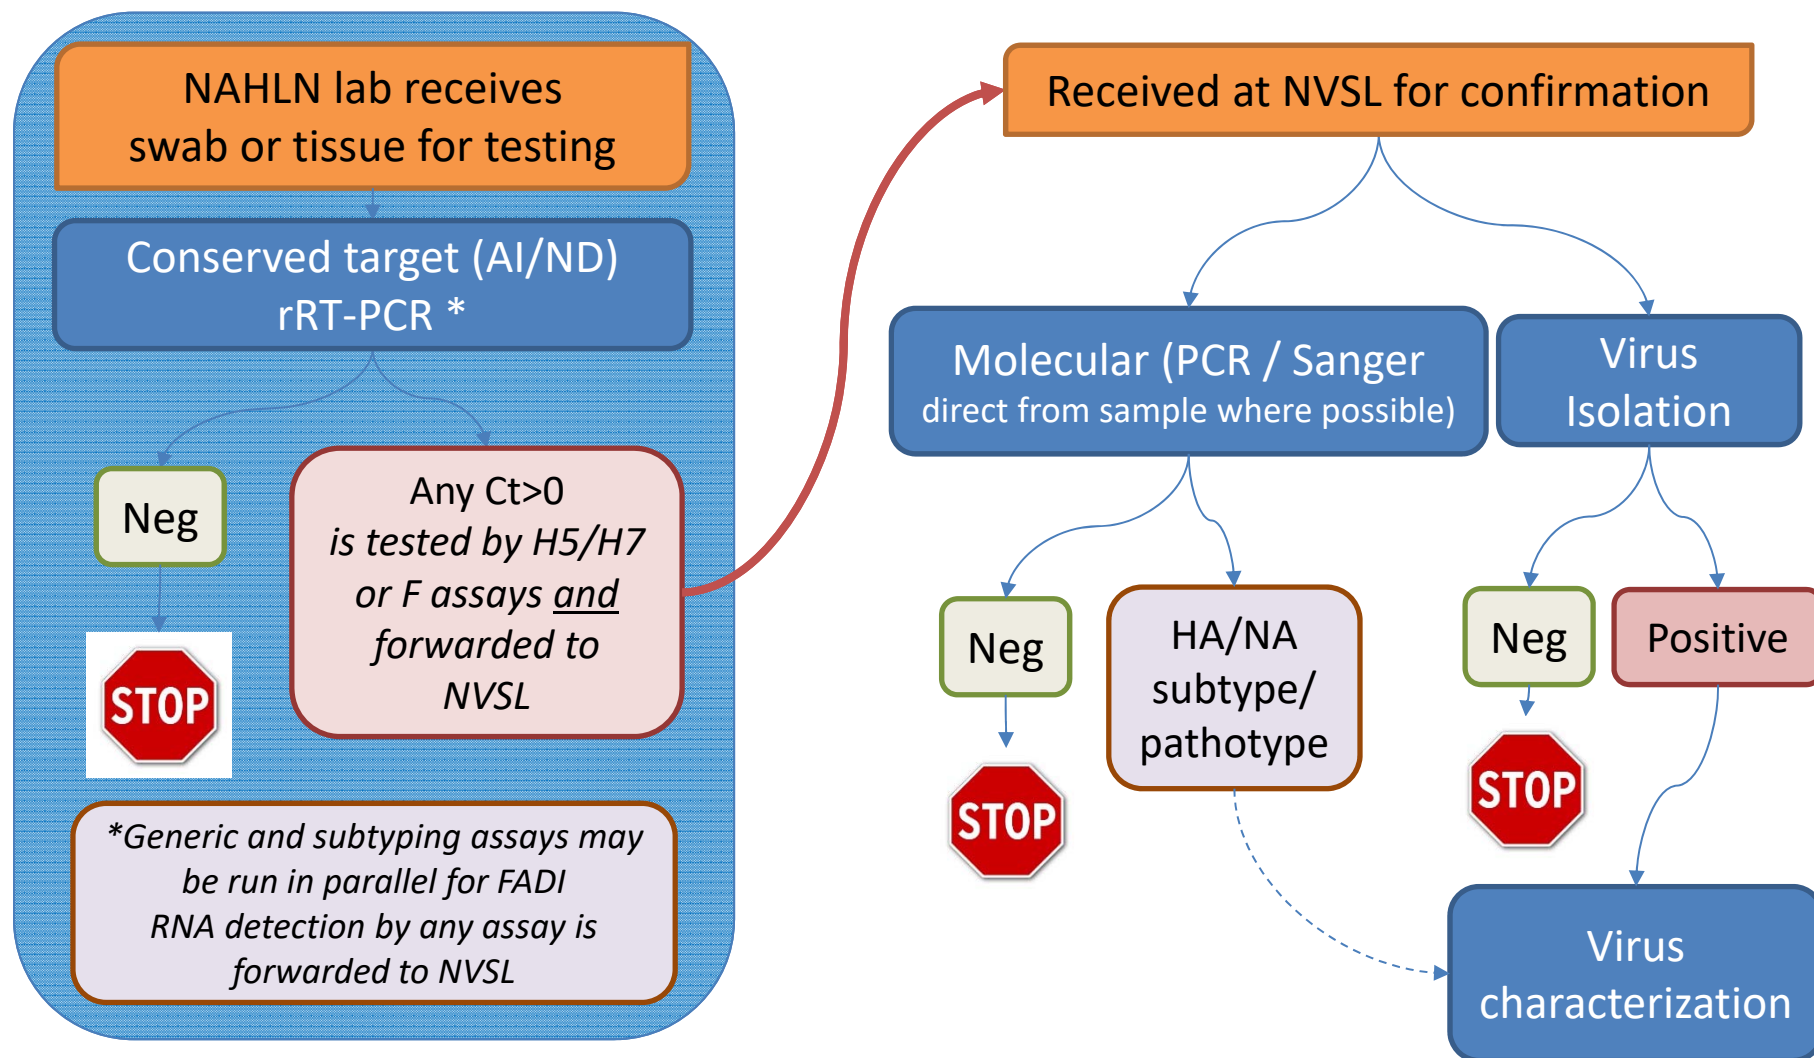 NAHLN lab receives
swab or tissue for testing
Conserved target (AI/ND)
rRT-PCR *
Neg
STOP
Any Ct>0
is tested by H5/H7
or F assays and
forwarded to
NVSL
*Generic and subtyping assays may
be run in parallel for FADI
RNA detection by any assay is
forwarded to NVSL
Received at NVSL for confirmation
Molecular (PCR / Sanger
direct from sample where possible)
Neg
STOP
HA/NA
subtype/
pathotype
Virus
Isolation
Neg
STOP
Positive
Virus
characterization